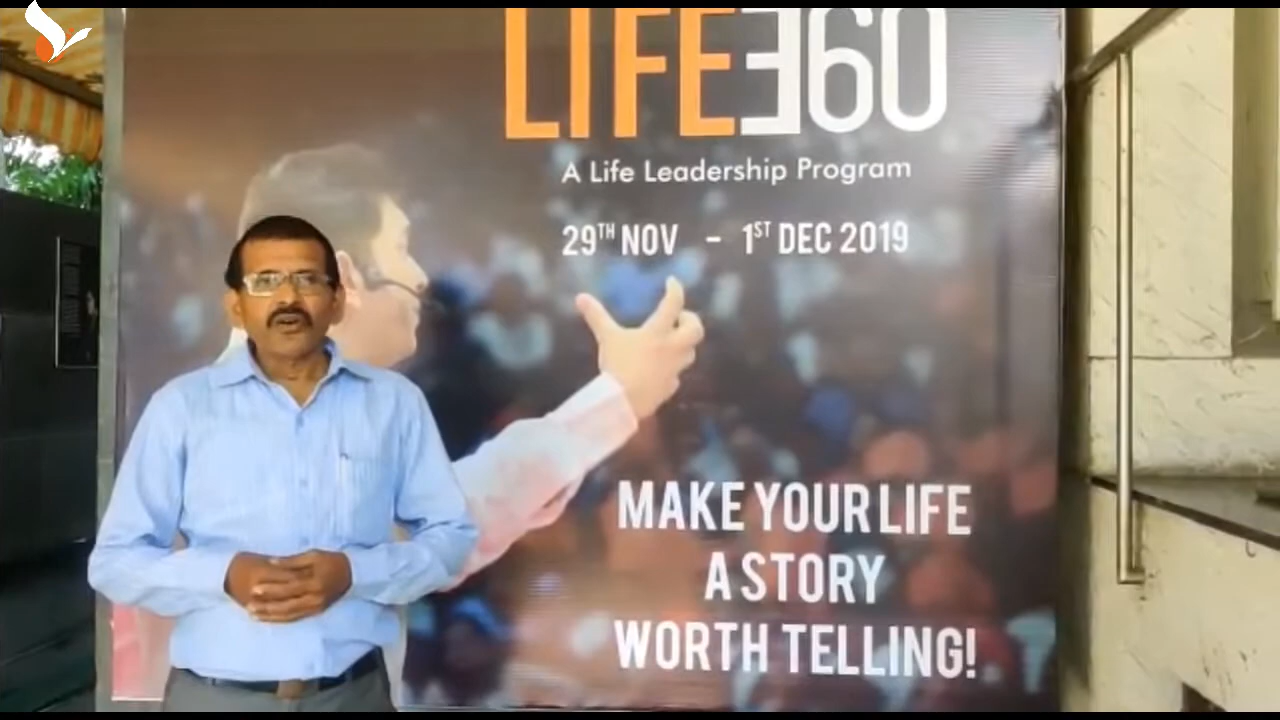 LIFE360
A Life Leadership Program
29TH NOV - 1ST DEC 2019
MAKE YOUR LIFE
A STORY
WORTH TELLING!